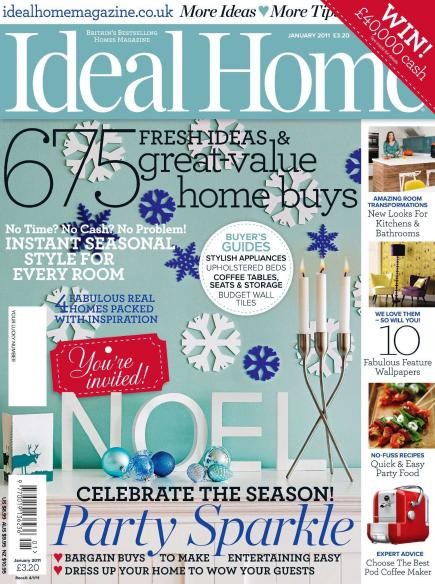 idealhomemagazine.co.uk More Ideas ♥ More Tips
WIN!
£40,000 cash
BRITAIN'S BESTSELLING
HOMES MAGAZINE
JANUARY 2011 £3.20
Ideal Home
675 FRESH IDEAS &
great-value
home buys
No Time? No Cash? No Problem!
INSTANT SEASONAL
STYLE FOR
EVERY ROOM
BUYER'S
GUIDES
STYLISH APPLIANCES
UPHOLSTERED BEDS
COFFEE TABLES,
SEATS & STORAGE
BUDGET WALL
TILES
4 FABULOUS REAL
HOMES PACKED
WITH INSPIRATION
YOUR LUCKY NUMBER
You're
invited!
NOEL
AMAZING ROOM
TRANSFORMATIONS
New Looks For
Kitchens &
Bathrooms
WE LOVE THEM
– SO WILL YOU!
10
Fabulous Feature
Wallpapers
NO-FUSS RECIPES
Quick & Easy
Party Food
EXPERT ADVICE
Choose The Best
Pod Coffee Maker
CELEBRATE THE SEASON!
Party Sparkle
♥ BARGAIN BUYS ♥ TO MAKE ♥ ENTERTAINING EASY
♥ DRESS UP YOUR HOME TO WOW YOUR GUESTS
January 2011
£3.20